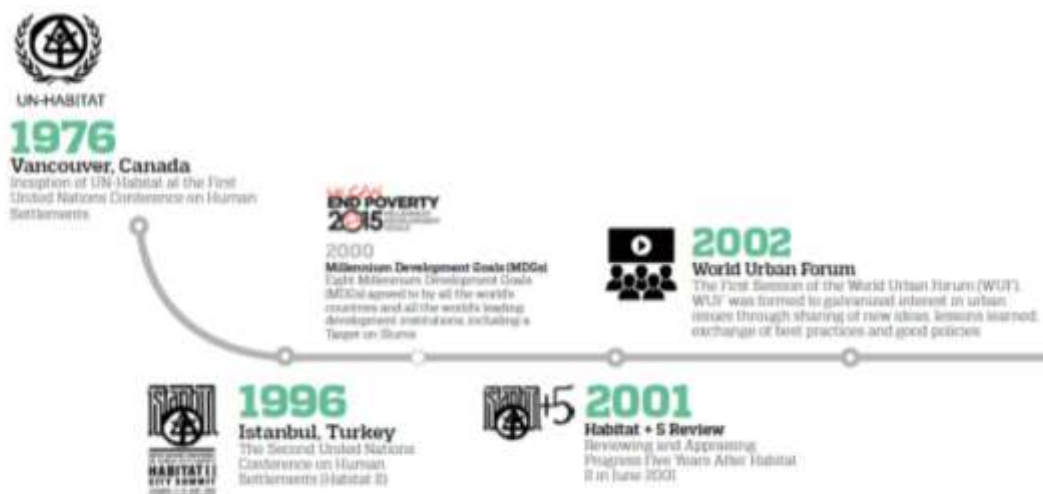 UN-HABITAT
1976
Vancouver, Canada
Inception of UN-Habitat at the First
United Nations Conference on Human
Settlements
WE CAN
END POVERTY
2015
2000
Millennium Development Goals (MDGs)
Eight Millennium Development Goals
(MDGs) agreed to by all the world's
countries and all the world's leading
development institutions, including a
Target on Slums
2002
World Urban Forum
The First Session of the World Urban Forum (WUF).
WUF was formed to galvanized interest in urban
issues through sharing of new ideas, lessons learned,
exchange of best practices and good policies
1996
Istanbul, Turkey
The Second United Nations
Conference on Human
Settlements (Habitat II)
HABITAT II
CITY SUMMIT
+5
2001
Habitat + 5 Review
Reviewing and Appraising
Progress Five Years After Habitat
II in June 2001